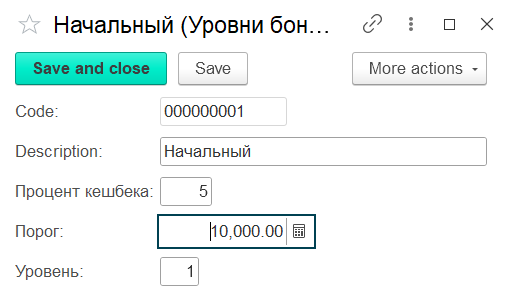 Начальный (Уровни бон...
Save and close Save More actions
Code: 000000001
Description: Начальный
Процент кешбека: 5
Порог: 10,000.00
Уровень: 1